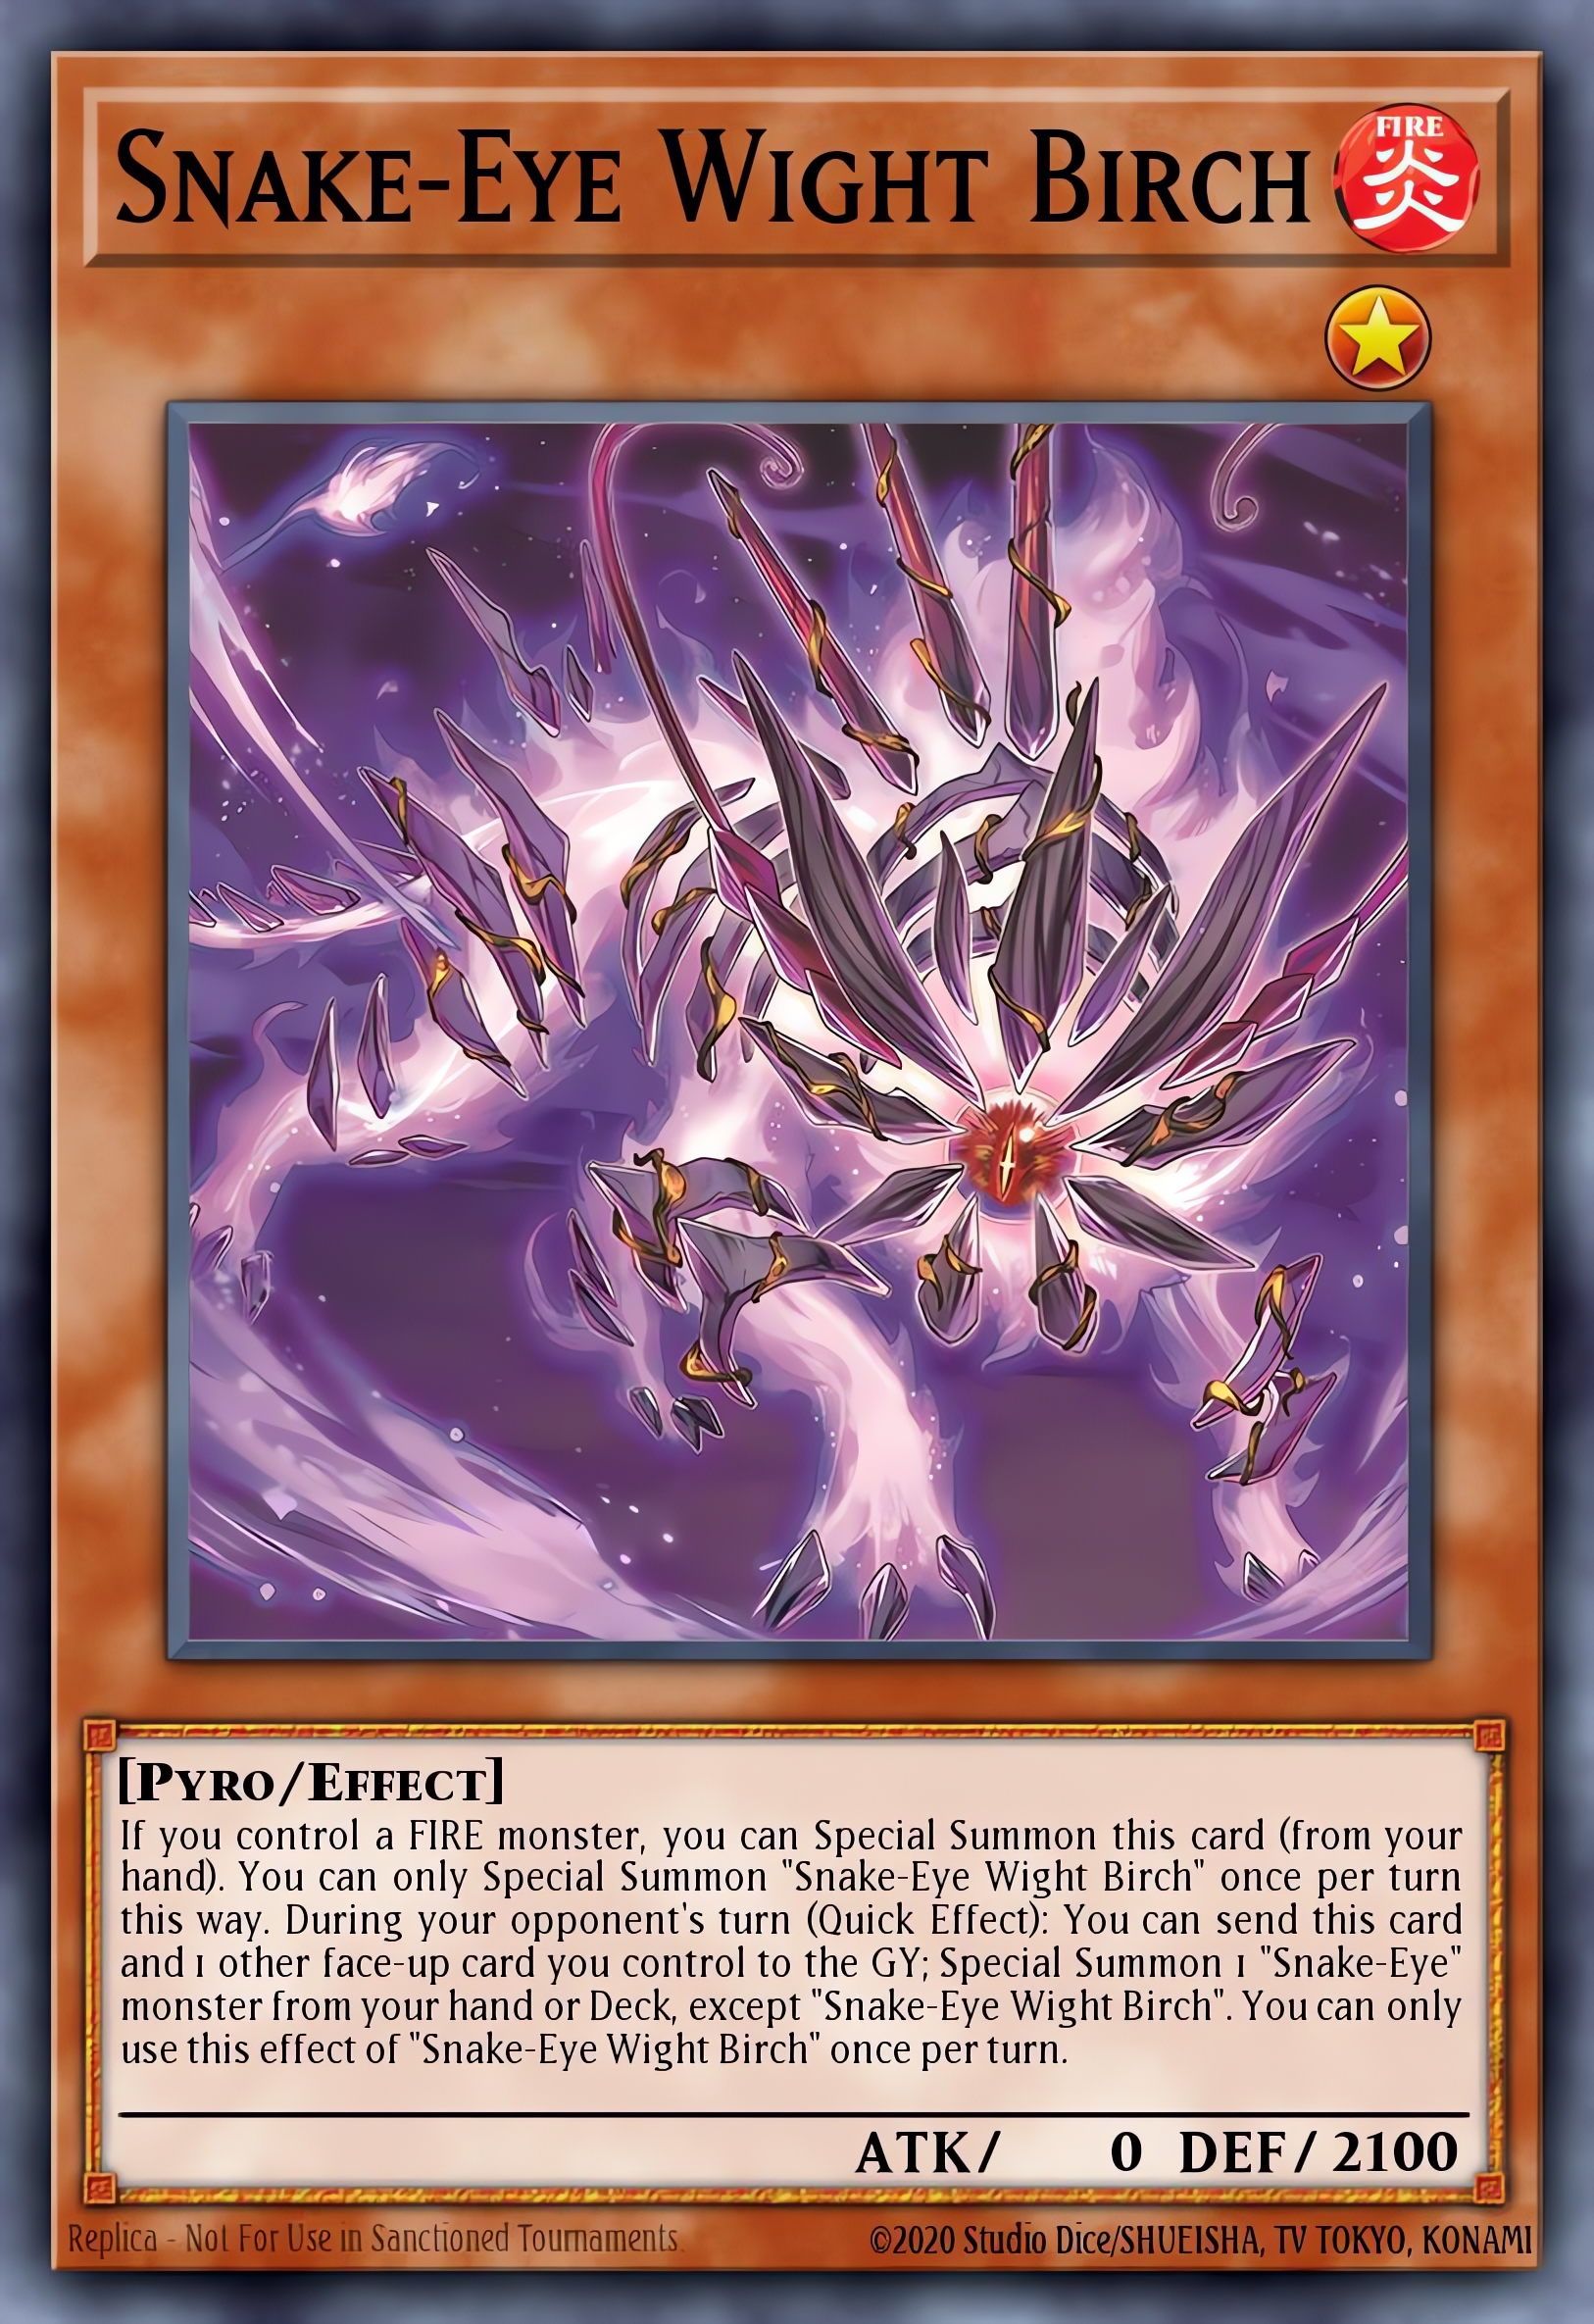 Snake-Eye Wight Birch
FIRE
炎
[Pyro/Effect]
If you control a FIRE monster, you can Special Summon this card (from your
hand). You can only Special Summon "Snake-Eye Wight Birch" once per turn
this way. During your opponent's turn (Quick Effect): You can send this card
and 1 other face-up card you control to the GY; Special Summon 1 "Snake-Eye"
monster from your hand or Deck, except "Snake-Eye Wight Birch". You can only
use this effect of "Snake-Eye Wight Birch" once per turn.
ATK/ 0 DEF/ 2100
Replica - Not For Use in Sanctioned Tournaments.
©2020 Studio Dice/SHUEISHA, TV TOKYO, KONAMI